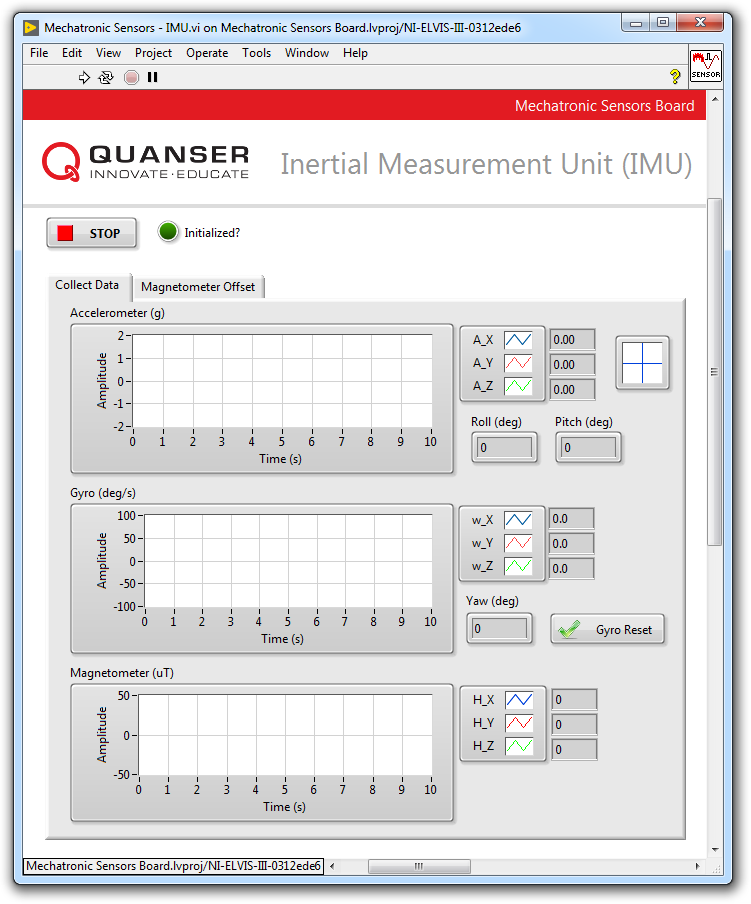 Mechatronic Sensors - IMU.vi on Mechatronic Sensors Board.lvproj/NI-ELVIS-III-0312ede6
File Edit View Project Operate Tools Window Help
?
SENSOR
Mechatronic Sensors Board
QUANSER
INNOVATE·EDUCATE
Inertial Measurement Unit (IMU)
STOP
Initialized?
Collect Data
Magnetometer Offset
Accelerometer (g)
Amplitude
2
1
0
-1
-2
0 1 2 3 4 5 6 7 8 9 10
Time (s)
A_X 0.00
A_Y 0.00
A_Z 0.00
Roll (deg) Pitch (deg)
0 0
Gyro (deg/s)
Amplitude
100
50
0
-50
-100
0 1 2 3 4 5 6 7 8 9 10
Time (s)
w_X 0.0
w_Y 0.0
w_Z 0.0
Yaw (deg)
0
Gyro Reset
Magnetometer (uT)
Amplitude
50
0
-50
0 1 2 3 4 5 6 7 8 9 10
Time (s)
H_X 0
H_Y 0
H_Z 0
Mechatronic Sensors Board.lvproj/NI-ELVIS-III-0312ede6